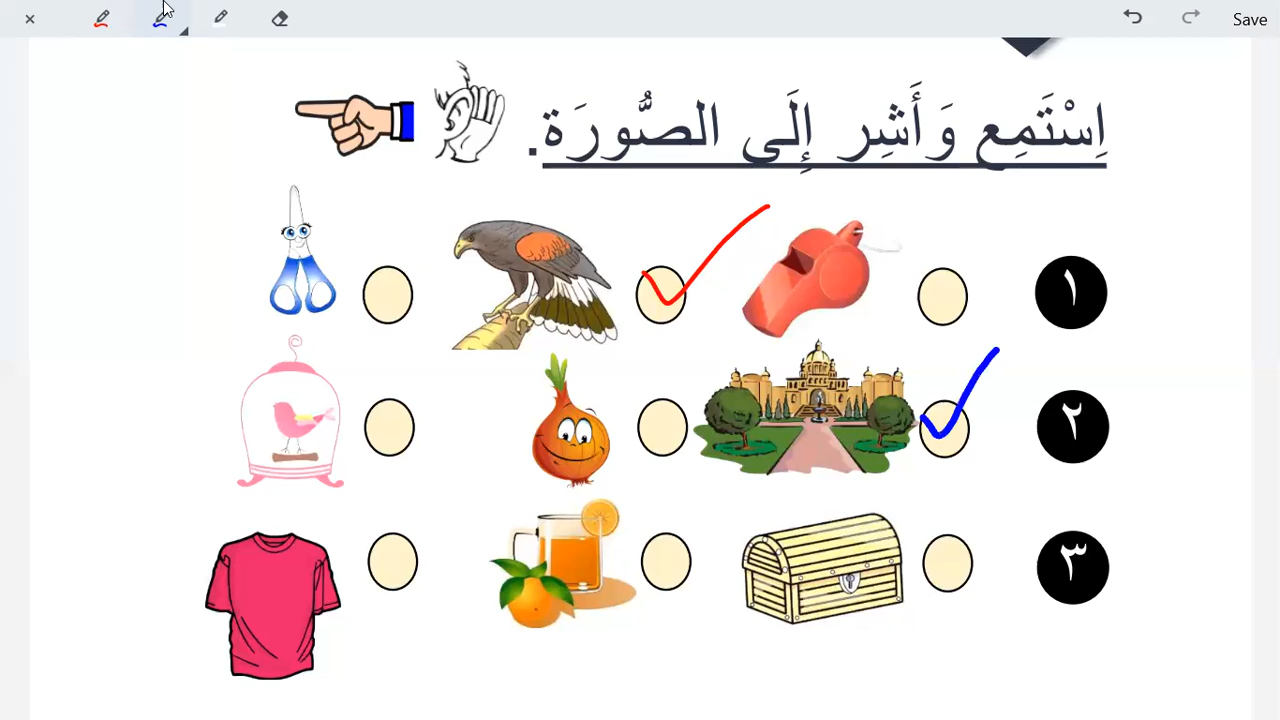 Save
اِسْتَمِع وَأَشِر إِلَى الصُّورَة.
١
٢
٣